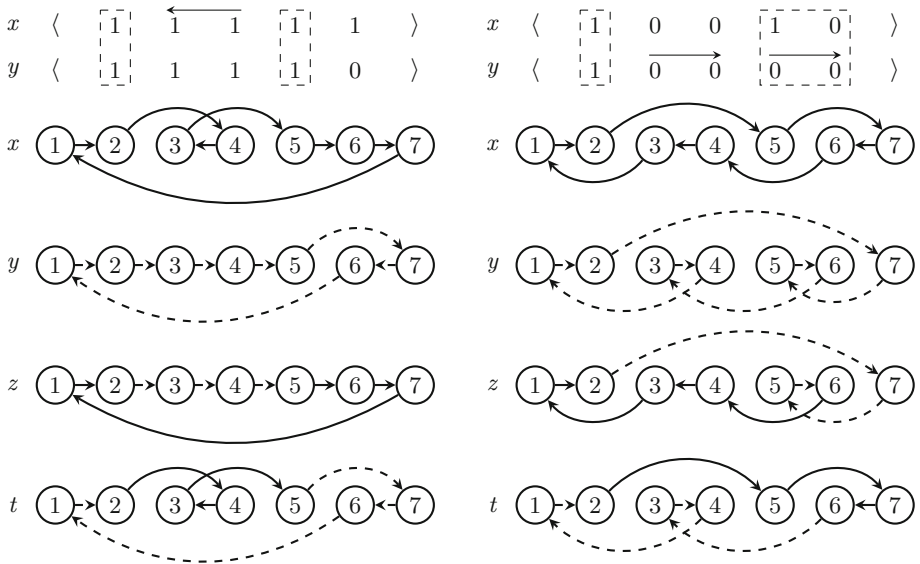 x ⟨ 1 1 1 1 1 ⟩ x ⟨ 1 0 0 1 0 ⟩
y ⟨ 1 1 1 1 0 ⟩ y ⟨ 1 0 0 0 0 ⟩
x 1 2 3 4 5 6 7 x 1 2 3 4 5 6 7
y 1 2 3 4 5 6 7 y 1 2 3 4 5 6 7
z 1 2 3 4 5 6 7 z 1 2 3 4 5 6 7
t 1 2 3 4 5 6 7 t 1 2 3 4 5 6 7